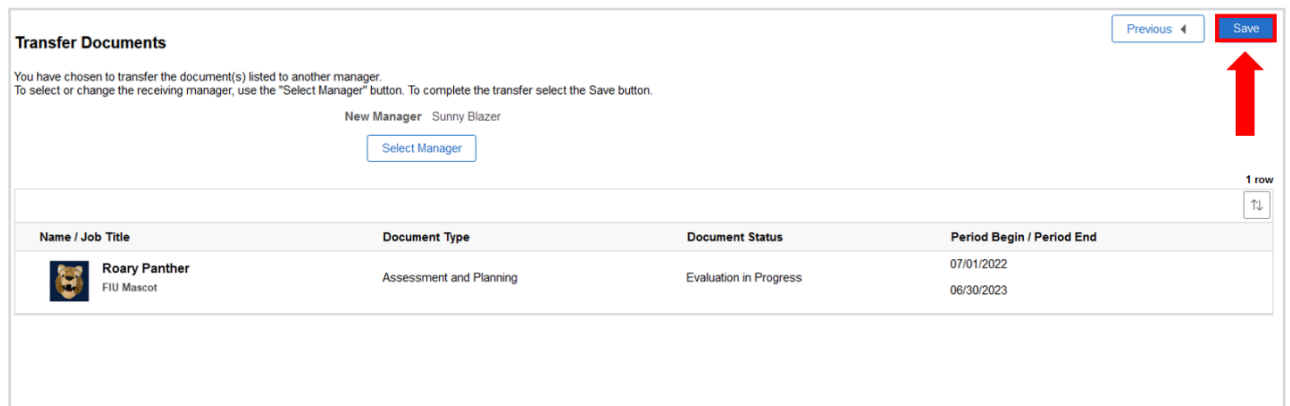 Previous
Save
Transfer Documents
You have chosen to transfer the document(s) listed to another manager.
To select or change the receiving manager, use the "Select Manager" button. To complete the transfer select the Save button.
New Manager Sunny Blazer
Select Manager
1 row
Name / Job Title Document Type Document Status Period Begin / Period End
Roary Panther
FIU Mascot
Assessment and Planning
Evaluation in Progress
07/01/2022
06/30/2023